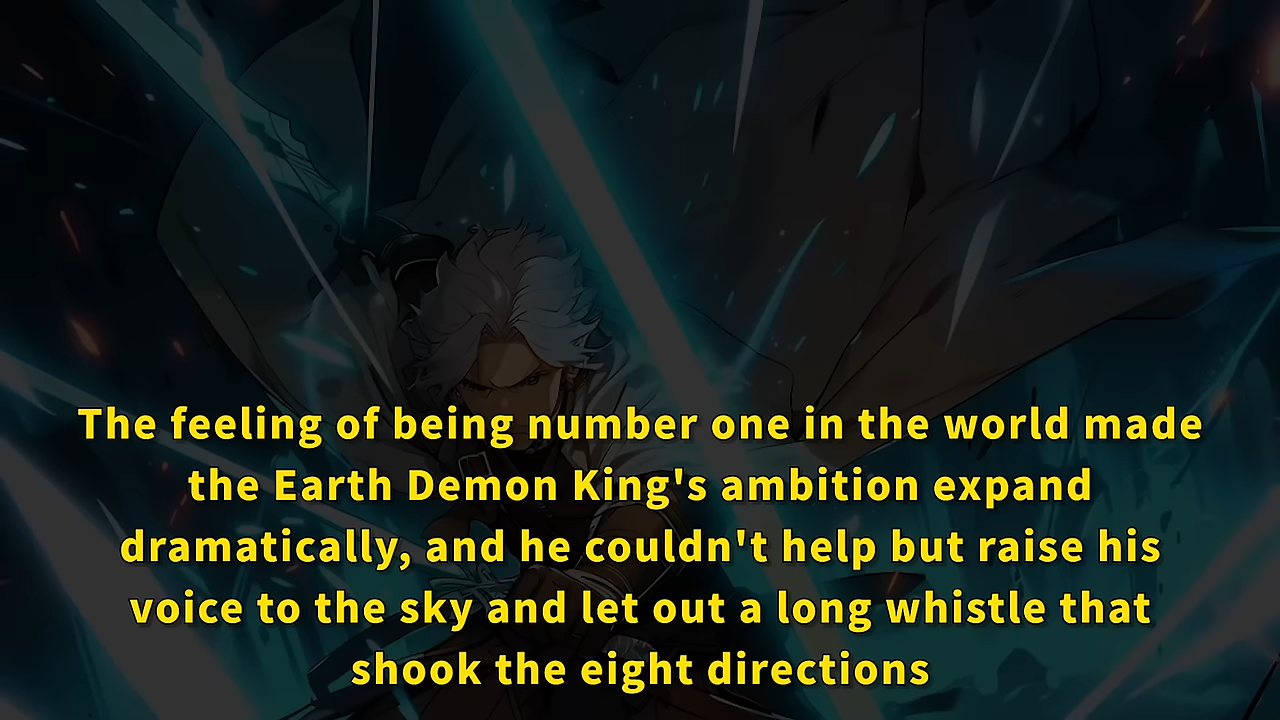 The feeling of being number one in the world made
the Earth Demon King's ambition expand
dramatically, and he couldn't help but raise his
voice to the sky and let out a long whistle that
shook the eight directions